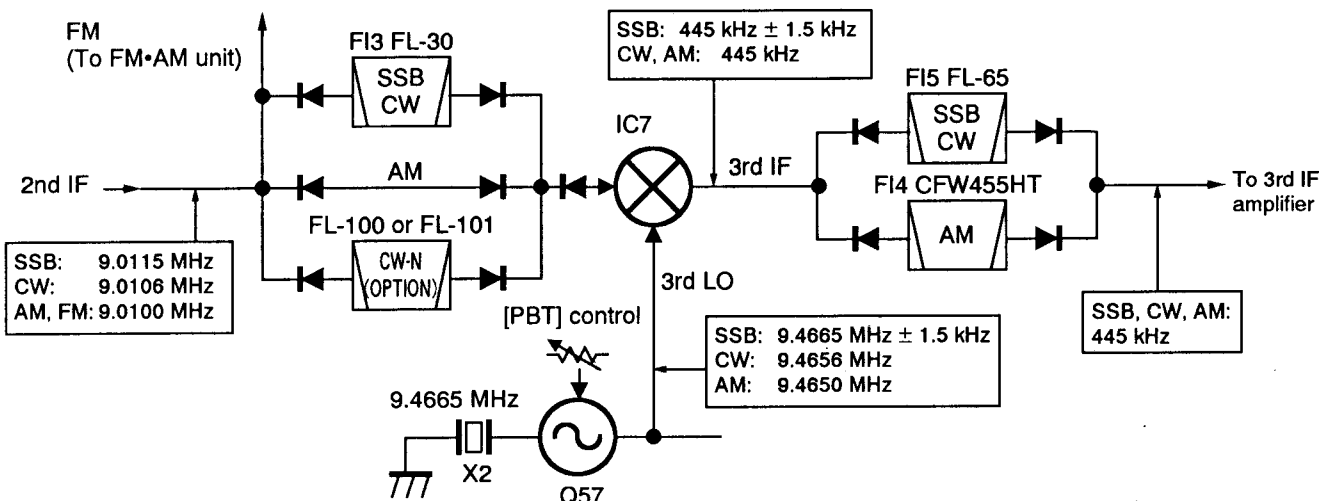 FM
(To FM•AM unit)
FI3 FL-30
SSB
CW
2nd IF
AM
FL-100 or FL-101
CW-N
(OPTION)
SSB: 9.0115 MHz
CW: 9.0106 MHz
AM, FM: 9.0100 MHz
SSB: 445 kHz ± 1.5 kHz
CW, AM: 445 kHz
IC7
3rd IF
3rd LO
[PBT] control
9.4665 MHz
X2
Q57
SSB: 9.4665 MHz ± 1.5 kHz
CW: 9.4656 MHz
AM: 9.4650 MHz
FI5 FL-65
SSB
CW
FI4 CFW455HT
AM
To 3rd IF
amplifier
SSB, CW, AM:
445 kHz